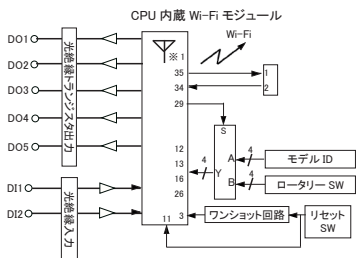 CPU 内蔵 Wi-Fi モジュール
DO1
DO2
DO3
DO4
DO5
光絶縁トランジスタ出力
DI1
DI2
光絶縁入力
※1
Wi-Fi
35
34
29
12
13
16
26
11
3
1
2
S
4
Y
A
B
4
モデル ID
4
ロータリー SW
ワンショット回路
リセット
SW